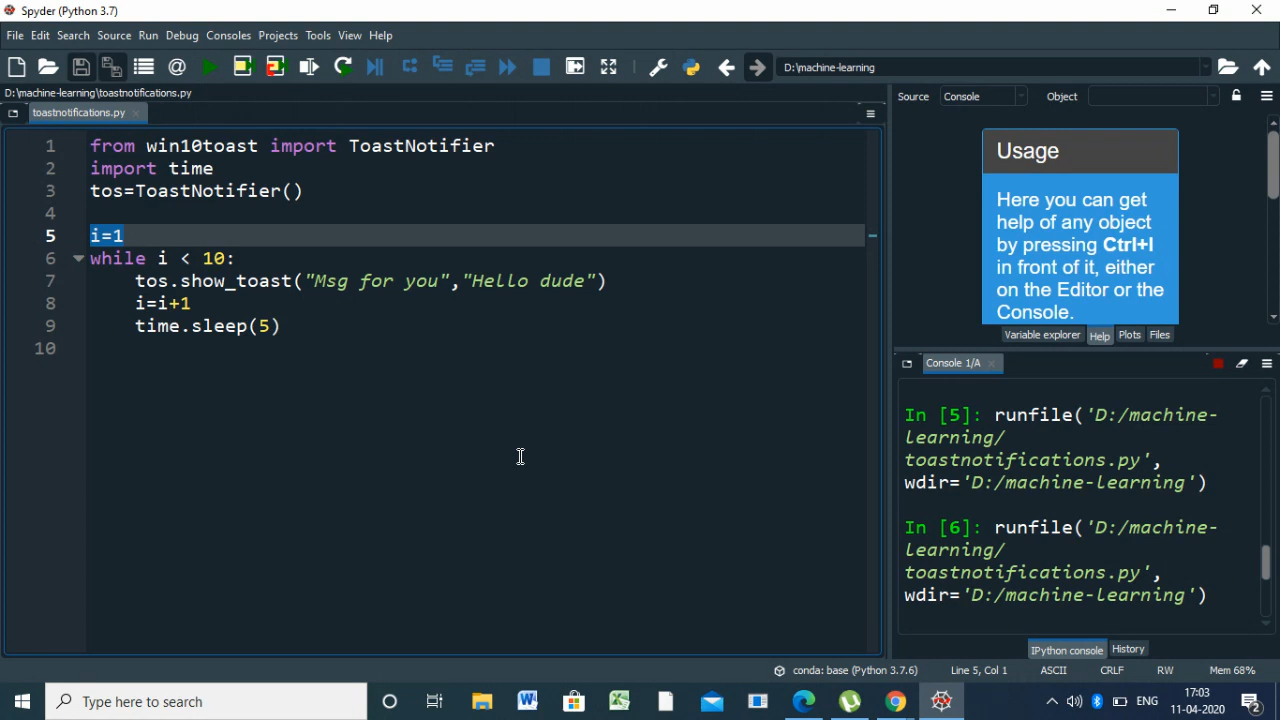 Spyder (Python 3.7)
File Edit Search Source Run Debug Consoles Projects Tools View Help
D:\machine-learning
D:\machine-learning\toastnotifications.py
toastnotifications.py
1 from win10toast import ToastNotifier
2 import time
3 tos=ToastNotifier()
4
5 i=1
6 while i < 10:
7 tos.show_toast("Msg for you","Hello dude")
8 i=i+1
9 time.sleep(5)
10
Source Console Object
Usage
Here you can get
help of any object
by pressing Ctrl+I
in front of it, either
on the Editor or the
Console.
Variable explorer Help Plots Files
Console 1/A
In [5]: runfile('D:/machine-
learning/
toastnotifications.py',
wdir='D:/machine-learning')
In [6]: runfile('D:/machine-
learning/
toastnotifications.py',
wdir='D:/machine-learning')
IPython console History
conda: base (Python 3.7.6) Line 5, Col 1 ASCII CRLF RW Mem 68%
Type here to search
ENG
17:03
11-04-2020
2